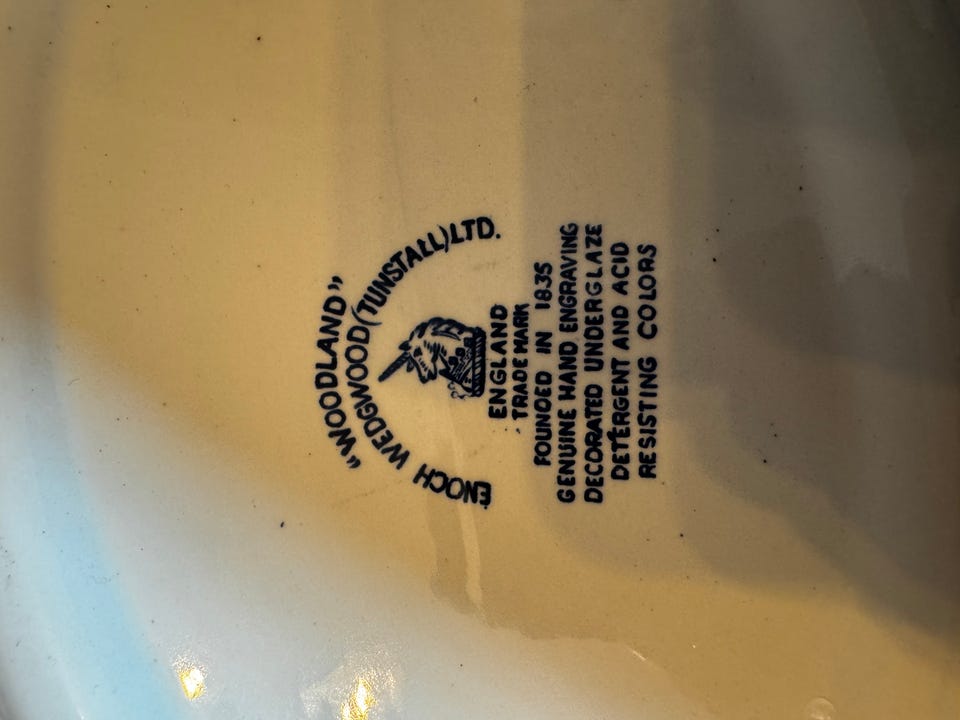 "WOODLAND"
ENOCH WEDGWOOD (TUNSTALL) LTD.
ENGLAND
TRADE MARK
FOUNDED IN 1835
GENUINE HAND ENGRAVING
DECORATED UNDERGLAZE
DETERGENT AND ACID
RESISTING COLORS